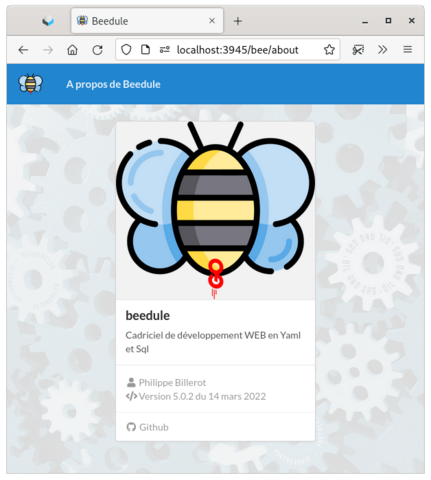 Beedule
localhost:3945/bee/about
A propos de Beedule
beedule
Cadriciel de développement WEB en Yaml
et Sql
Philippe Billerot
Version 5.0.2 du 14 mars 2022
Github